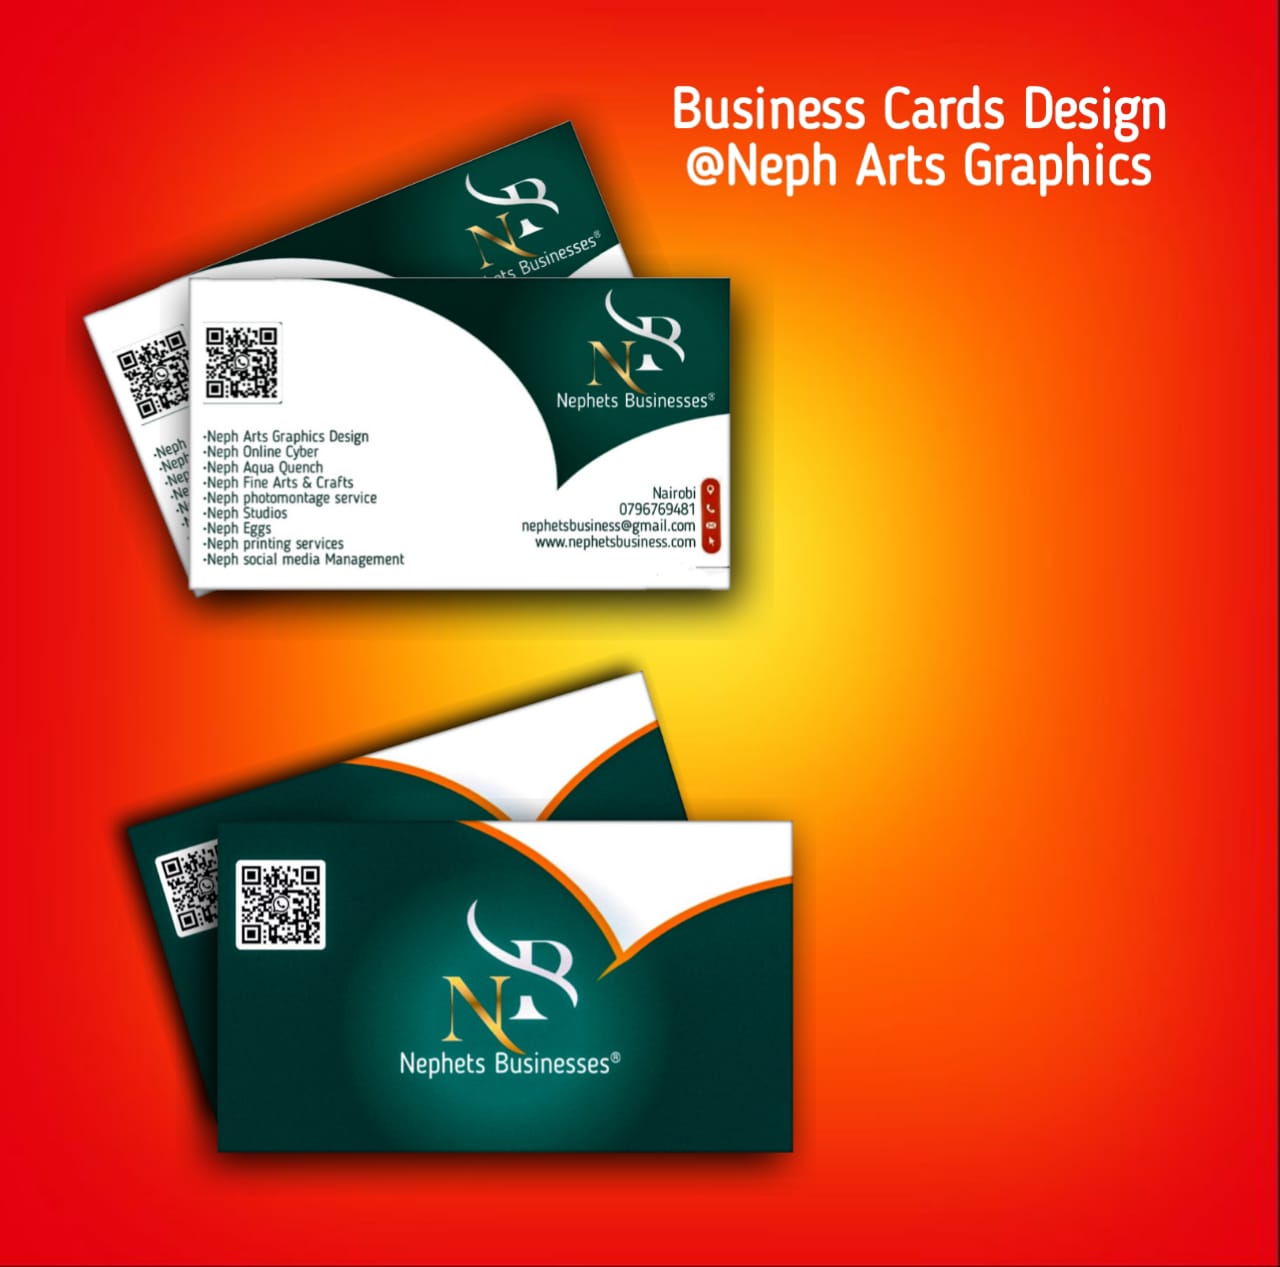 Business Cards Design
@Neph Arts Graphics
NB
ets Businesses®
NB
Nephets Businesses®
·Neph Arts Graphics Design
·Neph Online Cyber
·Neph Aqua Quench
·Neph Fine Arts & Crafts
·Neph photomontage service
·Neph Studios
·Neph Eggs
·Neph printing services
·Neph social media Management
·Neph
·Neph
·Nep
·Ne
·N
Nairobi
0796769481
nephetsbusiness@gmail.com
www.nephetsbusiness.com
NB
Nephets Businesses®